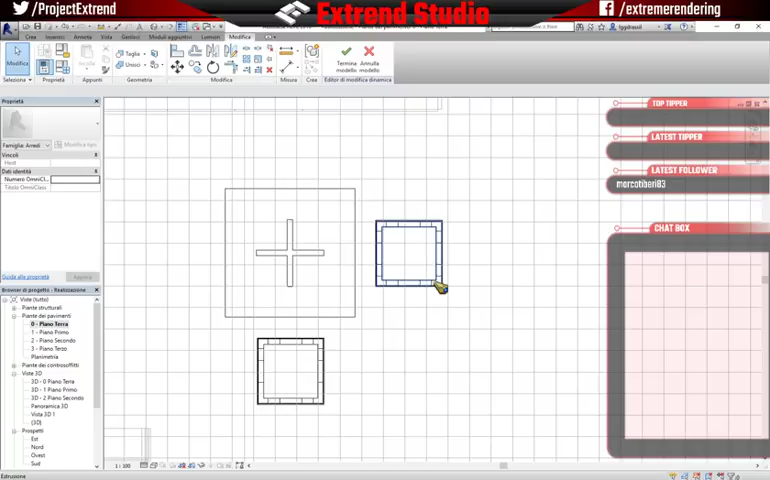 /ProjectExtrend
Extrend Studio
/extremerendering
Crea
Inserisci
Annota
Vista
Gestisci
Moduli aggiuntivi
Lumion
Modifica
Modifica
Taglia
Unisci
Termina modello
Annulla modello
Seleziona
Proprietà
Appunti
Geometria
Modifica
Misura
Crea
Editor di modifica dinamica
Proprietà
Famiglia: Arredi
Modifica tipo
Vincoli
Host
Dati identità
Numero OmniCl...
Titolo OmniClass
Guida alle proprietà
Applica
Browser di progetto - Realizzazione
Viste (tutto)
Piante strutturali
Piante dei pavimenti
0 - Piano Terra
1 - Piano Primo
2 - Piano Secondo
3 - Piano Terzo
Planimetria
Piante dei controsoffitti
Viste 3D
3D - 0 Piano Terra
3D - 1 Piano Primo
3D - 2 Piano Secondo
Panoramica 3D
Vista 3D 1
{3D}
Prospetti
Est
Nord
Ovest
Sud
TOP TIPPER
LATEST TIPPER
LATEST FOLLOWER
marcotiberi83
CHAT BOX
1 : 100
Estrusione